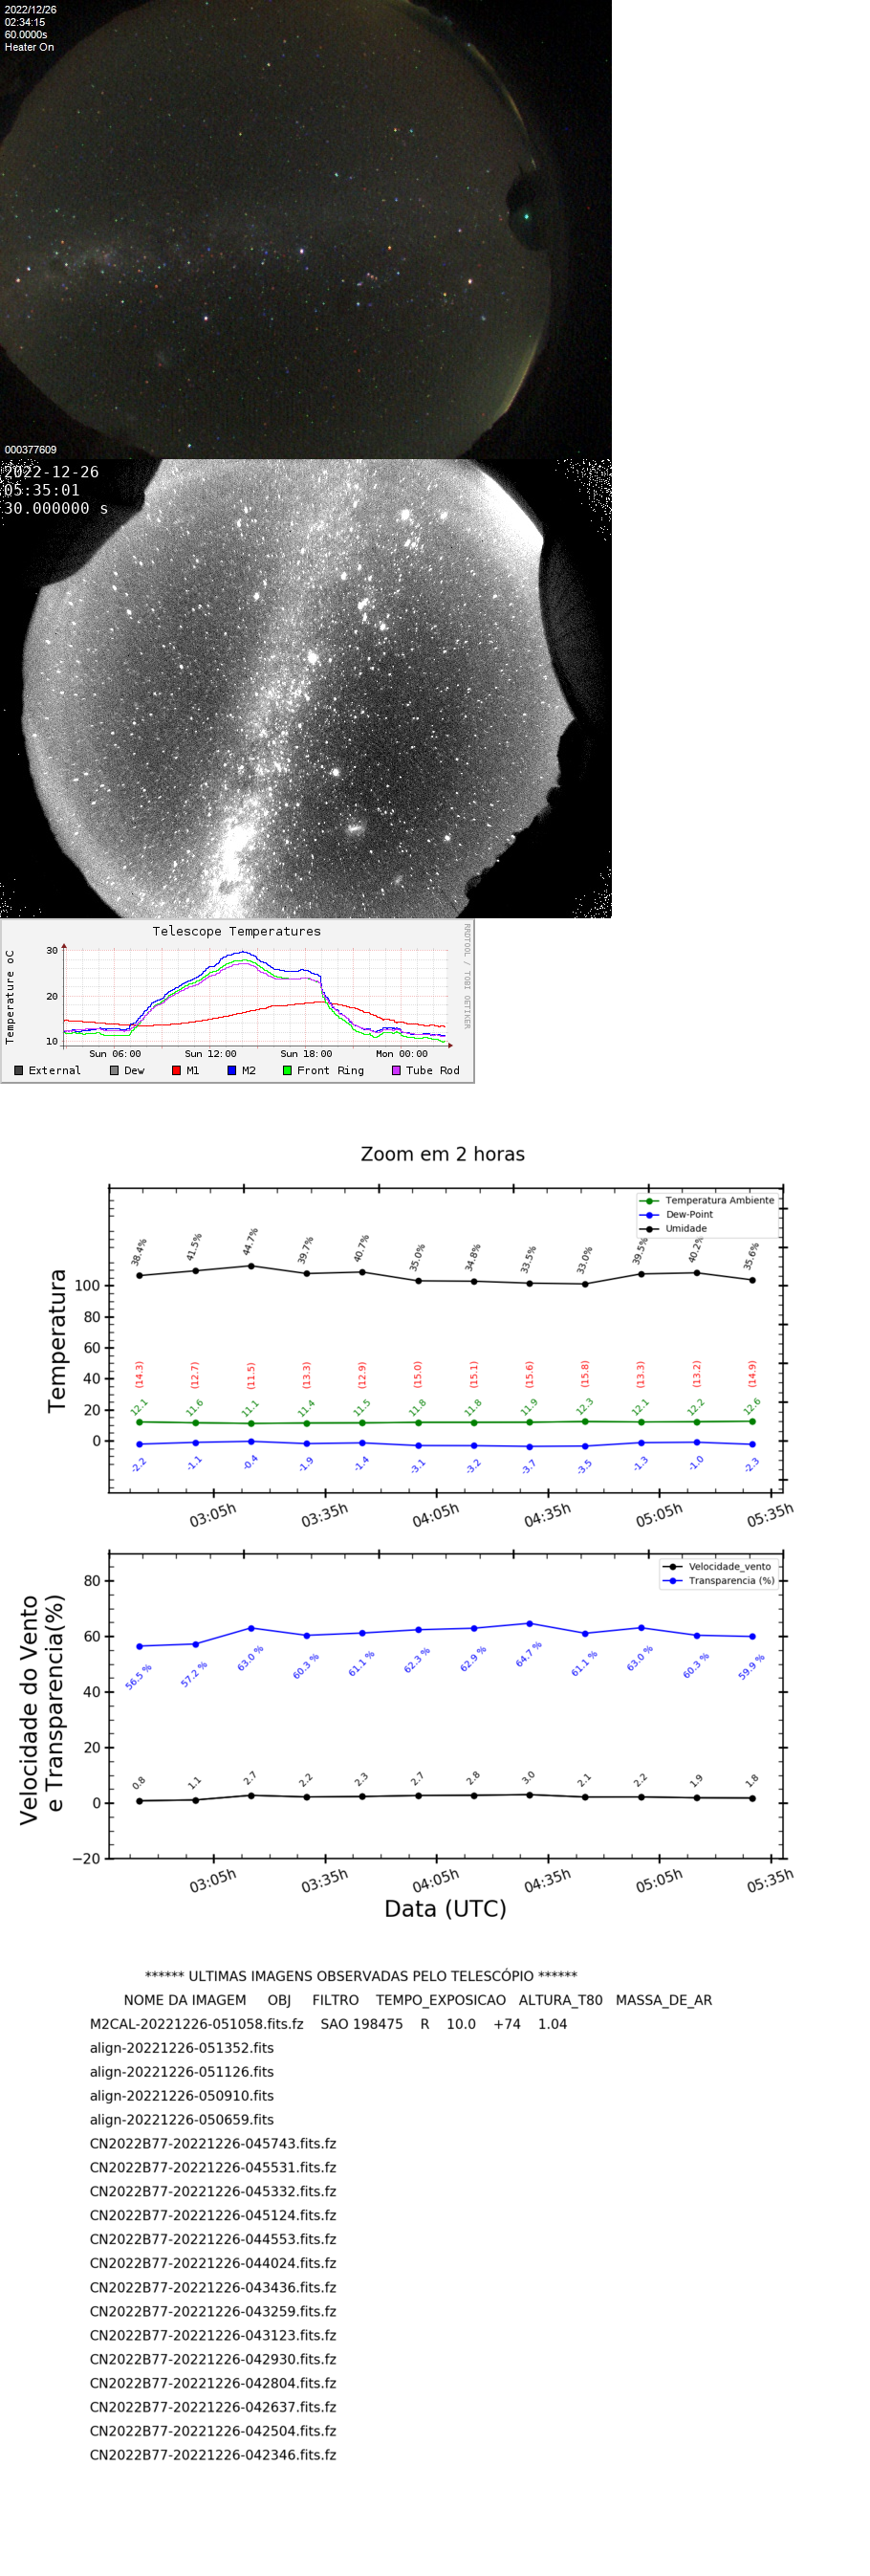 2022/12/26
02:34:15
60.0000s
Heater On
000377609
2022-12-26
05:35:01
30.000000 s
Telescope Temperatures
RRDTOOL / TOBI OETIKER
Temperature oC
30
20
10
Sun 06:00 Sun 12:00 Sun 18:00 Mon 00:00
External Dew M1 M2 Front Ring Tube Rod
Zoom em 2 horas
Temperatura Ambiente
Dew-Point
Umidade
Temperatura
100
80
60
40
20
0
38.4% 41.5% 44.7% 39.7% 40.7% 35.0% 34.8% 33.5% 33.0% 39.5% 40.2% 35.6%
(14.3) (12.7) (11.5) (13.3) (12.9) (15.0) (15.1) (15.6) (15.8) (13.3) (13.2) (14.9)
12.1 11.6 11.1 11.4 11.5 11.8 11.8 11.9 12.3 12.1 12.2 12.6
-2.2 -1.1 -0.4 -1.9 -1.4 -3.1 -3.2 -3.7 -3.5 -1.3 -1.0 -2.3
03:05h 03:35h 04:05h 04:35h 05:05h 05:35h
Velocidade_vento
Transparencia (%)
Velocidade do Vento
e Transparencia(%)
80
60
40
20
0
−20
56.5 % 57.2 % 63.0 % 60.3 % 61.1 % 62.3 % 62.9 % 64.7 % 61.1 % 63.0 % 60.3 % 59.9 %
0.8 1.1 2.7 2.2 2.3 2.7 2.8 3.0 2.1 2.2 1.9 1.8
03:05h 03:35h 04:05h 04:35h 05:05h 05:35h
Data (UTC)
****** ULTIMAS IMAGENS OBSERVADAS PELO TELESCÓPIO ******
NOME DA IMAGEM OBJ FILTRO TEMPO_EXPOSICAO ALTURA_T80 MASSA_DE_AR
M2CAL-20221226-051058.fits.fz SAO 198475 R 10.0 +74 1.04
align-20221226-051352.fits
align-20221226-051126.fits
align-20221226-050910.fits
align-20221226-050659.fits
CN2022B77-20221226-045743.fits.fz
CN2022B77-20221226-045531.fits.fz
CN2022B77-20221226-045332.fits.fz
CN2022B77-20221226-045124.fits.fz
CN2022B77-20221226-044553.fits.fz
CN2022B77-20221226-044024.fits.fz
CN2022B77-20221226-043436.fits.fz
CN2022B77-20221226-043259.fits.fz
CN2022B77-20221226-043123.fits.fz
CN2022B77-20221226-042930.fits.fz
CN2022B77-20221226-042804.fits.fz
CN2022B77-20221226-042637.fits.fz
CN2022B77-20221226-042504.fits.fz
CN2022B77-20221226-042346.fits.fz